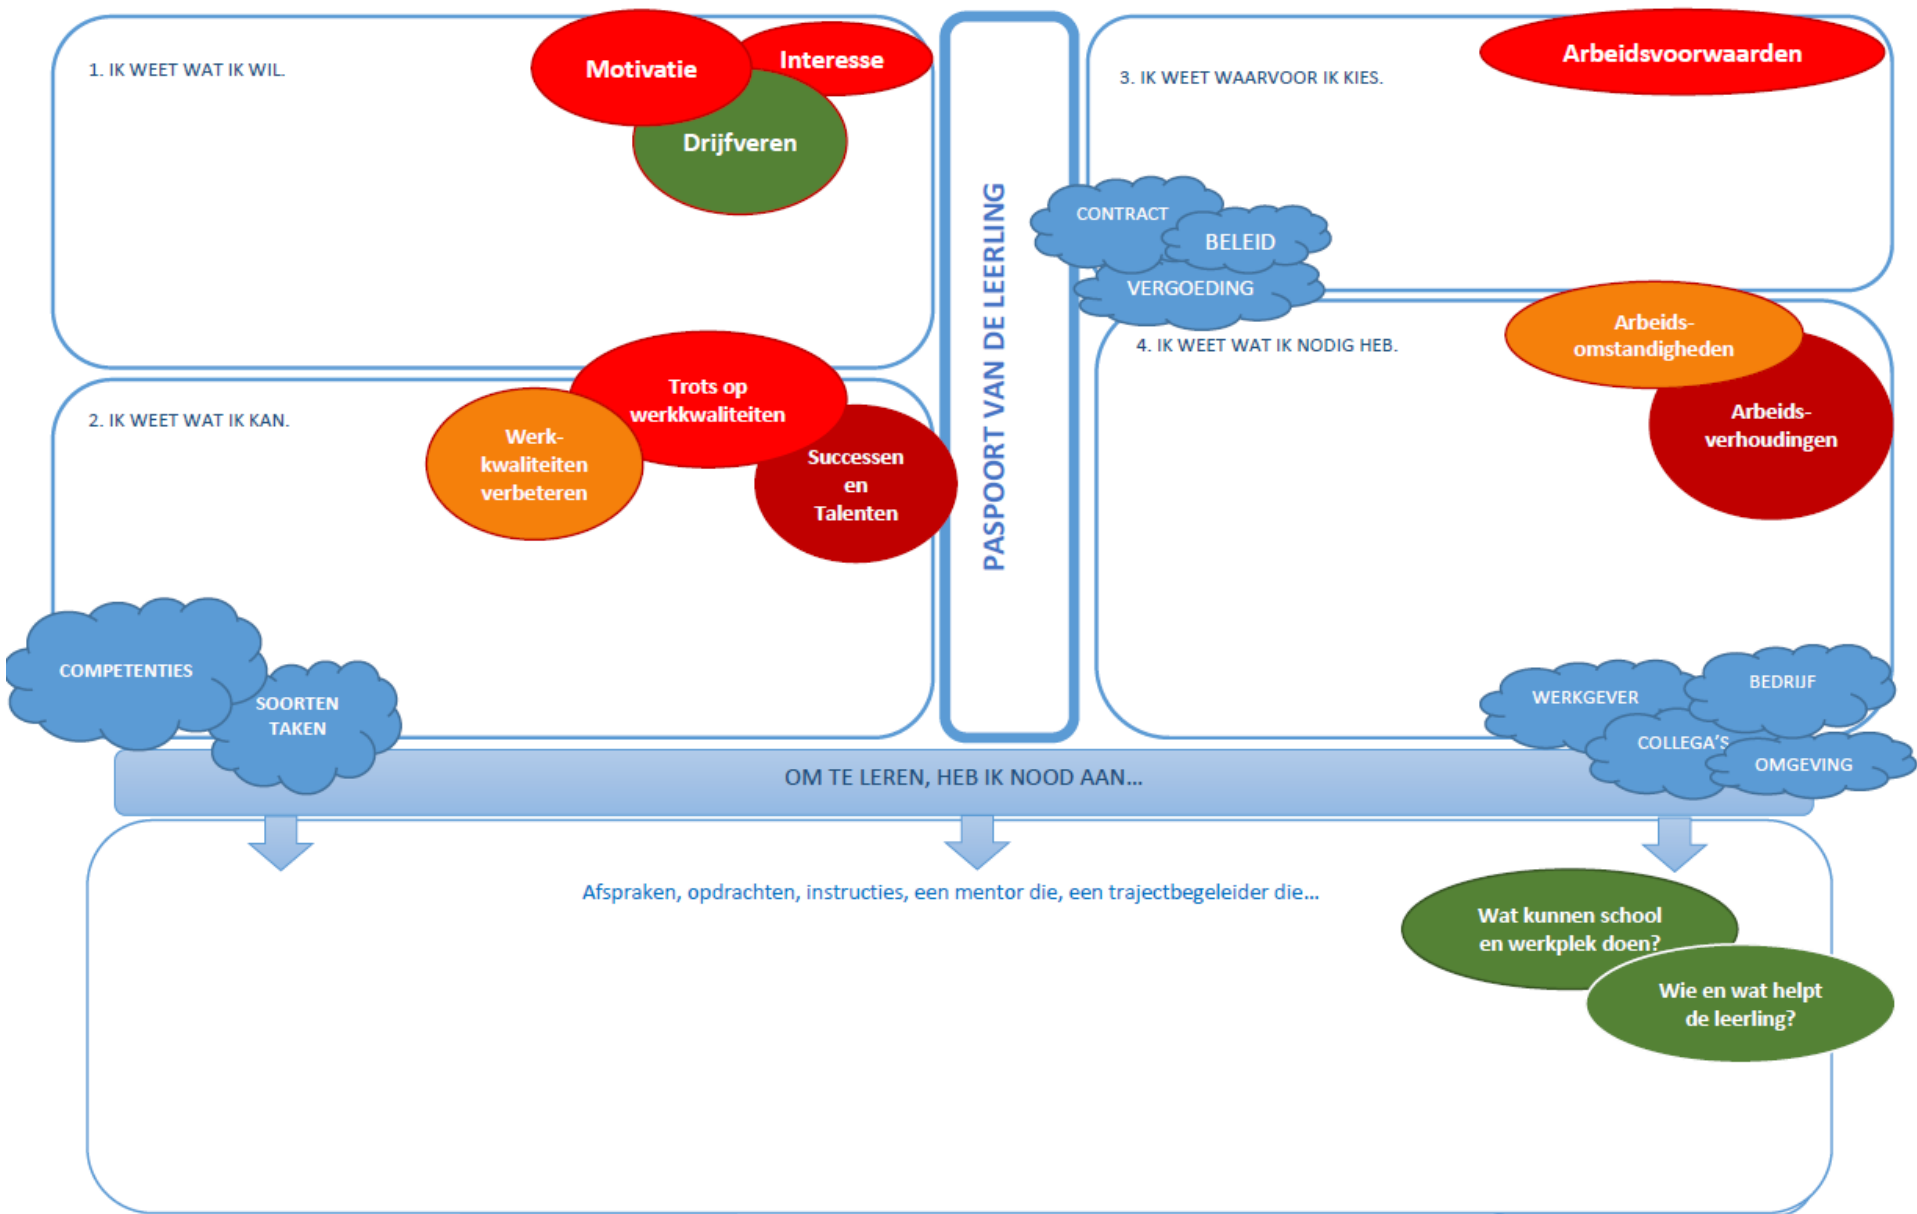 1. IK WEET WAT IK WIL.
Motivatie
Interesse
Drijfveren
2. IK WEET WAT IK KAN.
Werk-
kwaliteiten
verbeteren
Trots op
werkkwaliteiten
Successen
en
Talenten
COMPETENTIES
SOORTEN
TAKEN
PASPOORT VAN DE LEERLING
3. IK WEET WAARVOOR IK KIES.
Arbeidsvoorwaarden
CONTRACT
BELEID
VERGOEDING
4. IK WEET WAT IK NODIG HEB.
Arbeids-
omstandigheden
Arbeids-
verhoudingen
WERKGEVER
BEDRIJF
COLLEGA'S
OMGEVING
OM TE LEREN, HEB IK NOOD AAN...
Afspraken, opdrachten, instructies, een mentor die, een trajectbegeleider die...
Wat kunnen school
en werkplek doen?
Wie en wat helpt
de leerling?